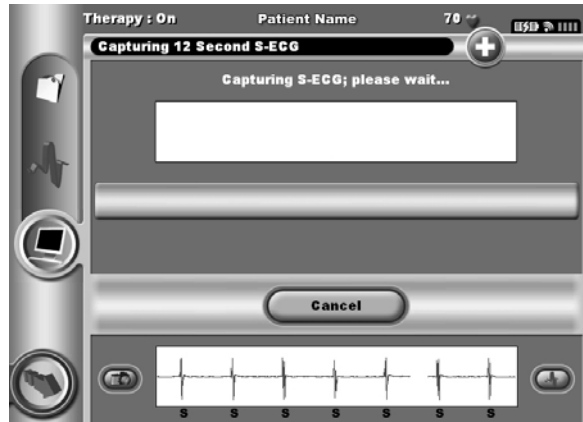 Therapy : On Patient Name 70
Capturing 12 Second S-ECG
Capturing S-ECG; please wait...
Cancel
S S S S S S S